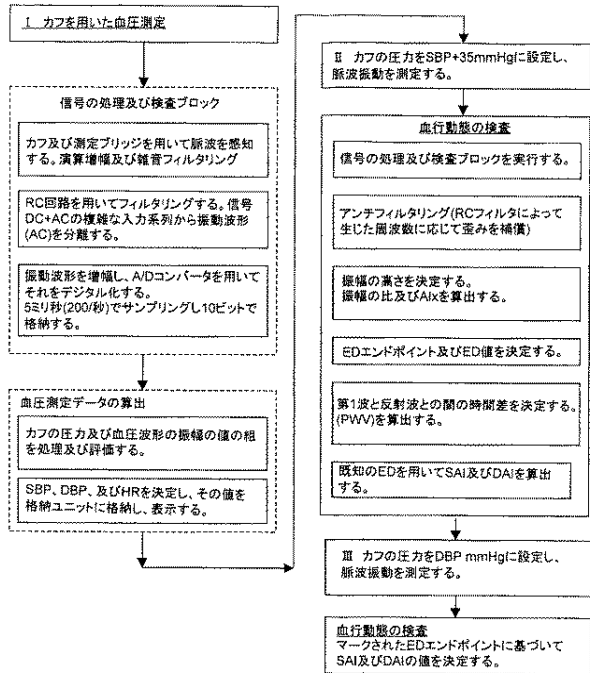 Ⅰ カフを用いた血圧測定
信号の処理及び検査ブロック
カフ及び測定ブリッジを用いて脈波を感知
する。演算増幅及び雑音フィルタリング
RC回路を用いてフィルタリングする。信号
DC+ACの複雑な入力系列から振動波形
(AC)を分離する。
振動波形を増幅し、A/Dコンバータを用いて
それをデジタル化する。
5ミリ秒(200/秒)でサンプリングし10ビットで
格納する。
血圧測定データの算出
カフの圧力及び血圧波形の振幅の値の組
を処理及び評価する。
SBP、DBP、及びHRを決定し、その値を
格納ユニットに格納し、表示する。
Ⅱ カフの圧力をSBP+35mmHgに設定し、
脈波振動を測定する。
血行動態の検査
信号の処理及び検査ブロックを実行する。
アンチフィルタリング(RCフィルタによって
生じた周波数に応じて歪みを補償)
振幅の高さを決定する。
振幅の比及びAIxを算出する。
EDエンドポイント及びED値を決定する。
第1波と反射波との間の時間差を決定する。
(PWV)を算出する。
既知のEDを用いてSAI及びDAIを算出
する。
Ⅲ カフの圧力をDBP mmHgに設定し、
脈波振動を測定する。
血行動態の検査
マークされたEDエンドポイントに基づいて
SAI及びDAIの値を決定する。